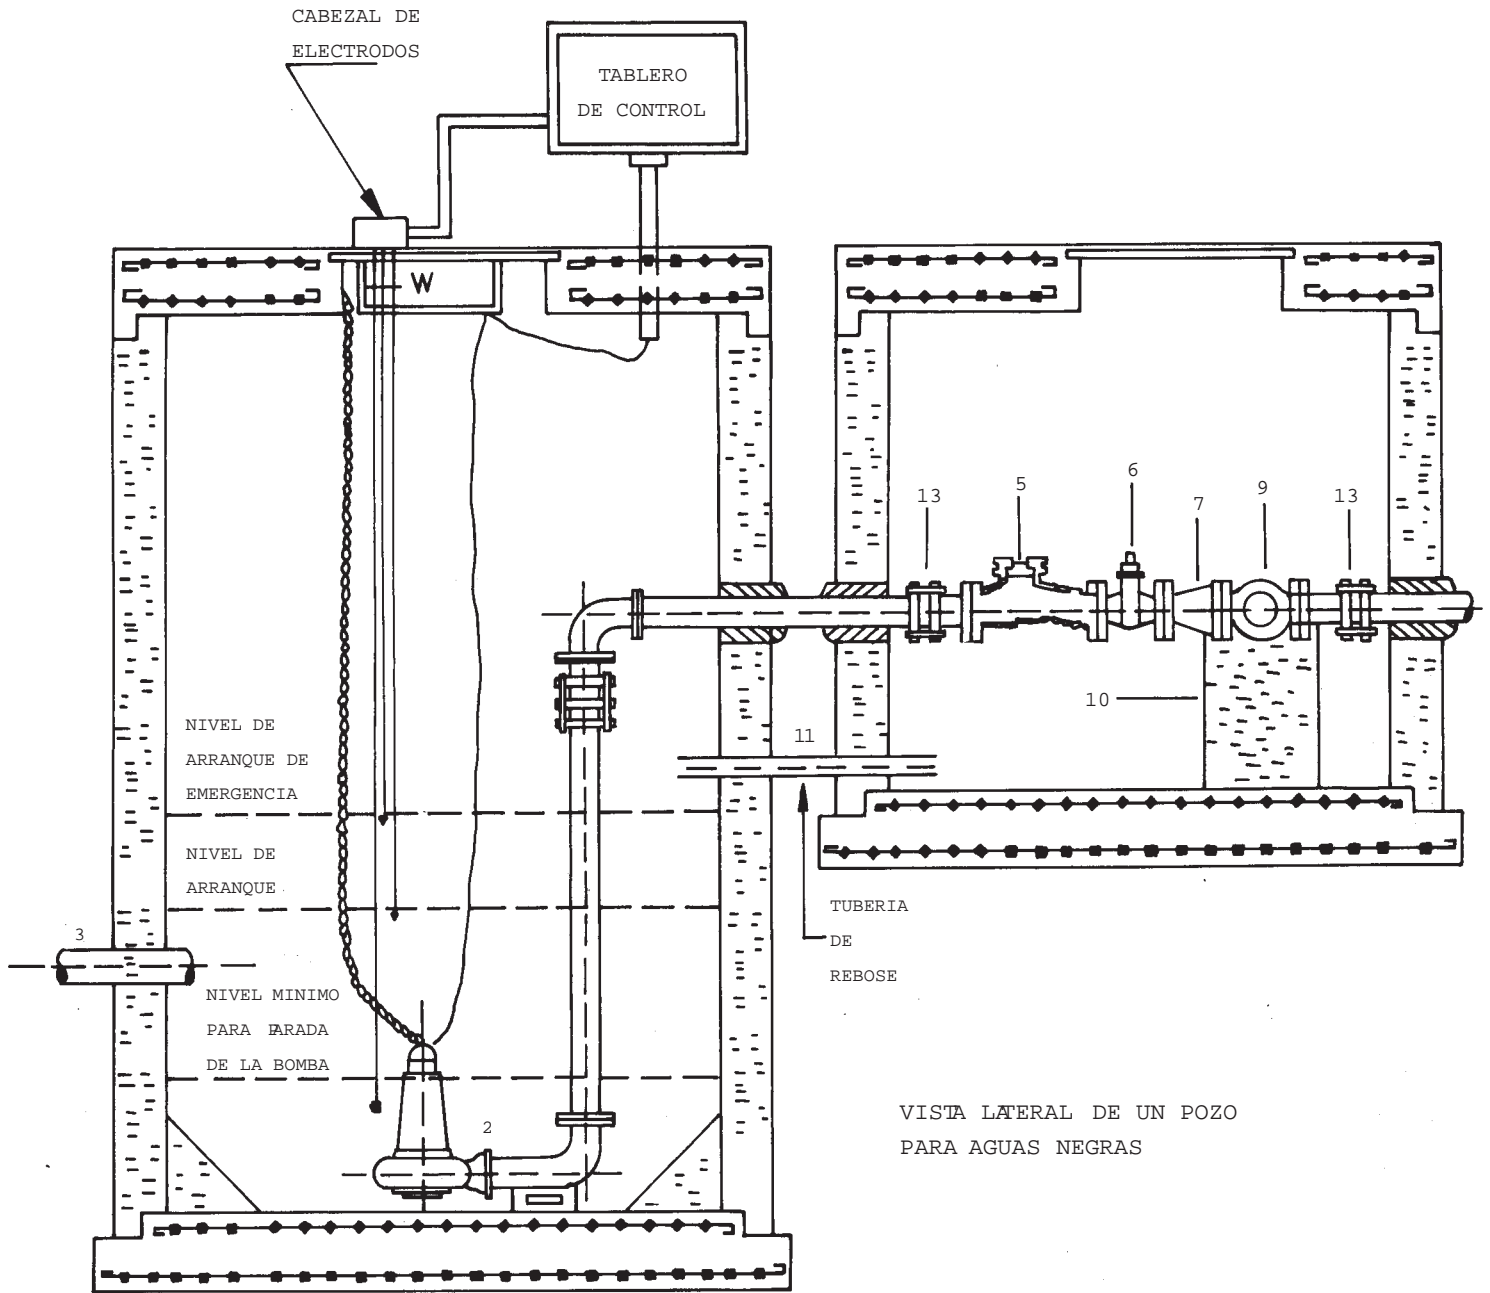 CABEZAL DE
ELECTRODOS
TABLERO
DE CONTROL
W
13
5
6
7
9
13
10
11
NIVEL DE
ARRANQUE DE
EMERGENCIA
NIVEL DE
ARRANQUE
3
TUBERIA
DE
REBOSE
NIVEL MINIMO
PARA PARADA
DE LA BOMBA
2
VISTA LATERAL DE UN POZO
PARA AGUAS NEGRAS